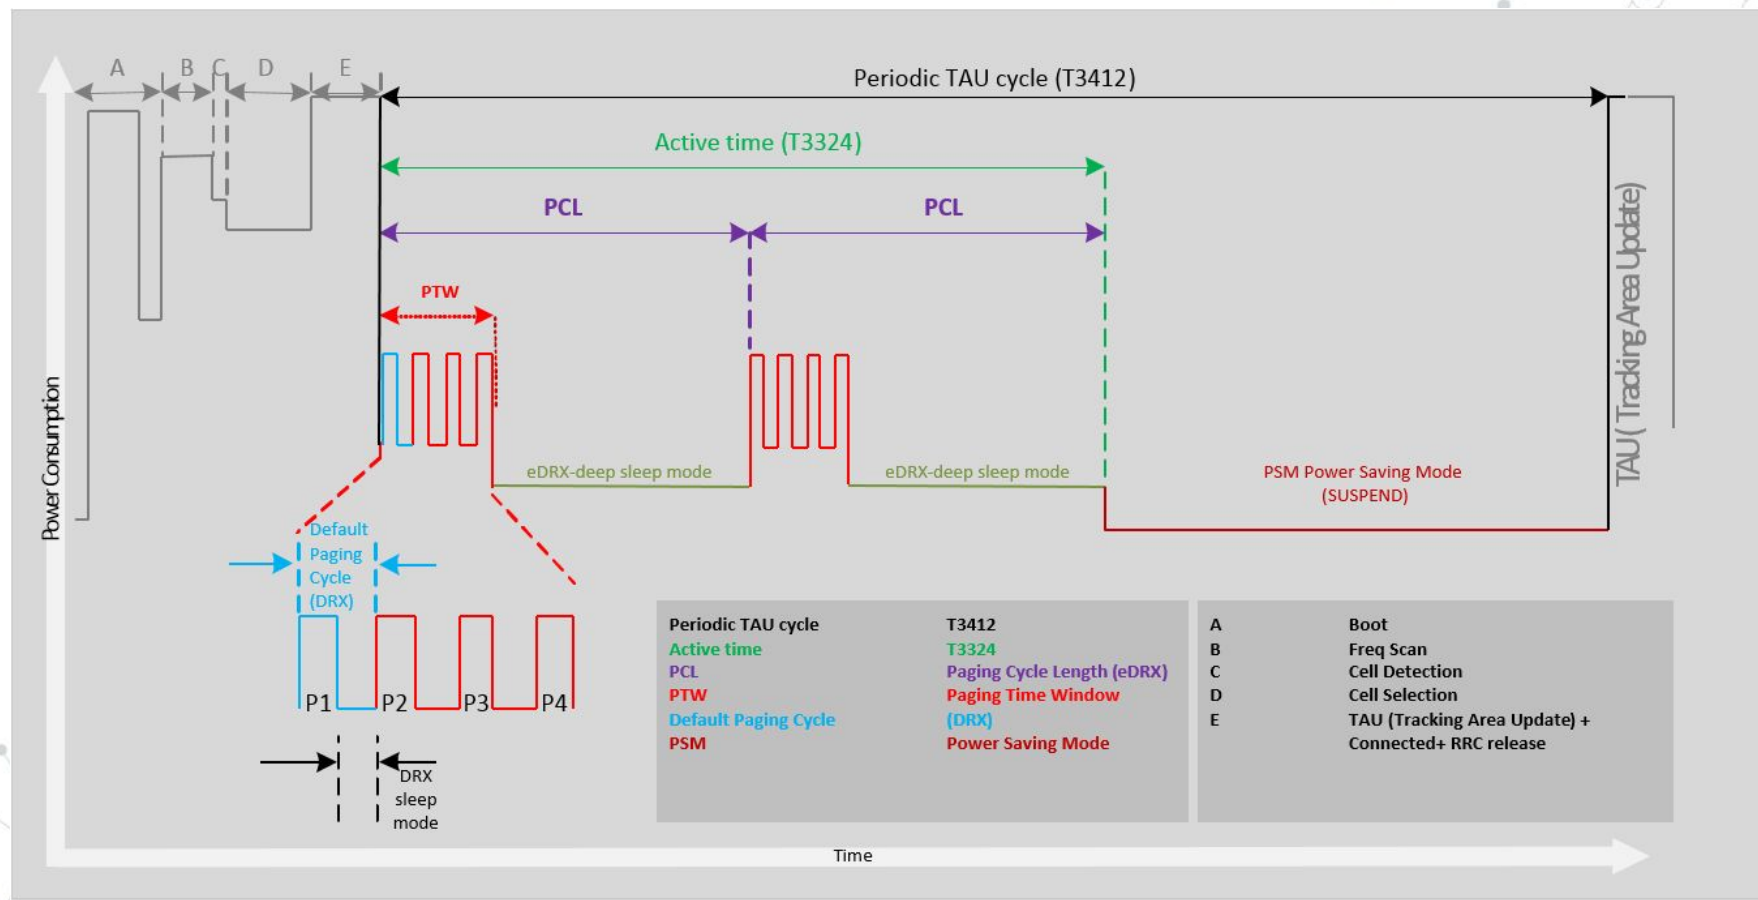 A
B
C
D
E
Periodic TAU cycle (T3412)
Active time (T3324)
PCL
PCL
PTW
Power Consumption
eDRX-deep sleep mode
eDRX-deep sleep mode
PSM Power Saving Mode
(SUSPEND)
TAU( Tracking Area Update)
Default
Paging
Cycle
(DRX)
P1
P2
P3
P4
DRX
sleep
mode
Periodic TAU cycle T3412
Active time T3324
PCL Paging Cycle Length (eDRX)
PTW Paging Time Window
Default Paging Cycle (DRX)
PSM Power Saving Mode
A Boot
B Freq Scan
C Cell Detection
D Cell Selection
E TAU (Tracking Area Update) +
Connected+ RRC release
Time